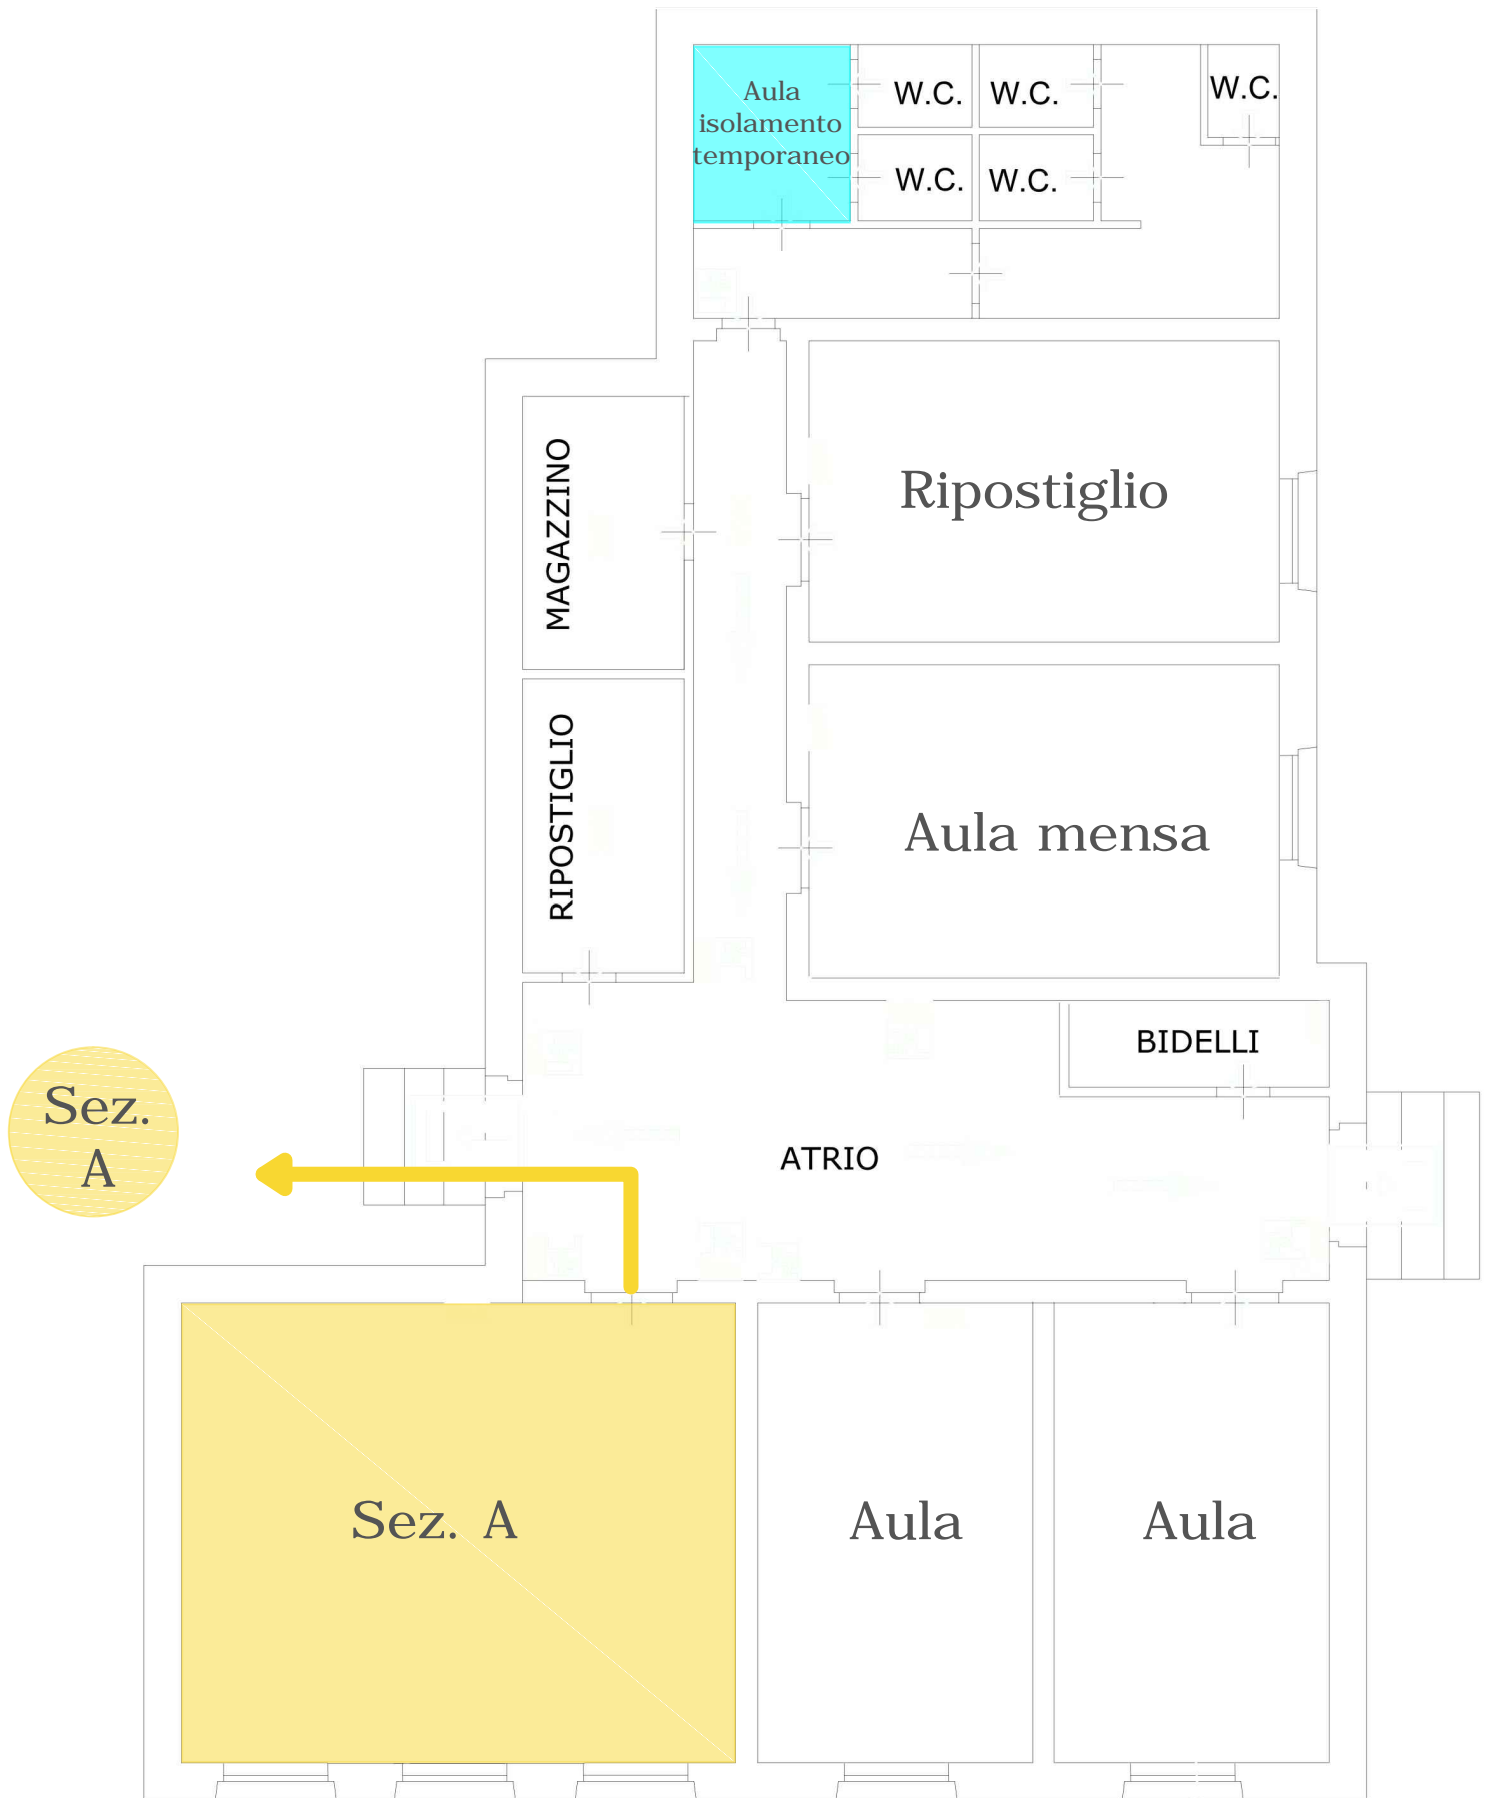 Aula
isolamento
temporaneo
W.C.
W.C.
W.C.
W.C.
W.C.
MAGAZZINO
Ripostiglio
RIPOSTIGLIO
Aula mensa
BIDELLI
Sez.
A
ATRIO
Sez. A
Aula
Aula